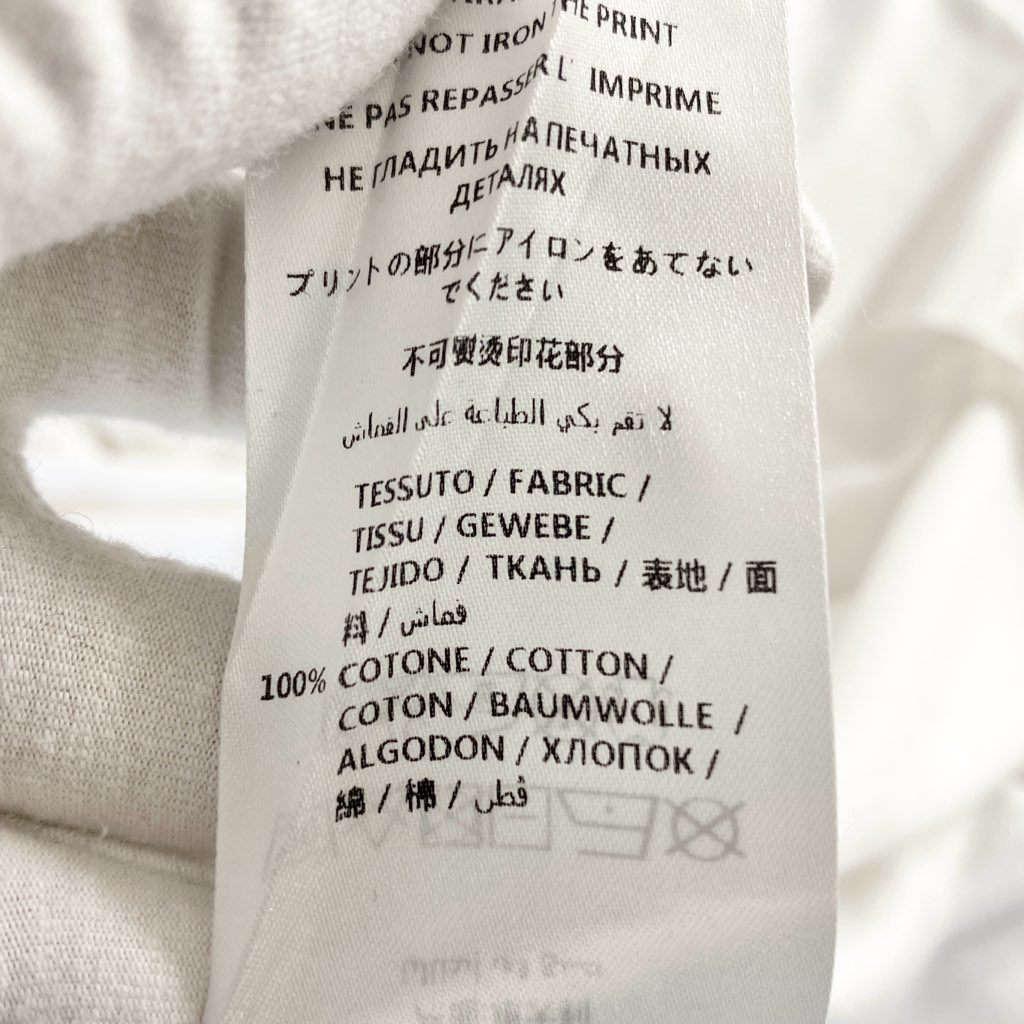 THE PRINT
NOT IRON
NE PAS REPASSER L' IMPRIME
НЕ ГЛАДИТЬ НА ПЕЧАТНЫХ
ДЕТАЛЯХ
プリントの部分にアイロンをあてない
でください
不可熨烫印花部分
لا تقم بكي الطباعة على القماش
TESSUTO / FABRIC /
TISSU / GEWEBE /
TEJIDO / ТКАНЬ / 表地 / 面
料 / قماش
100% COTONE / COTTON /
COTON / BAUMWOLLE /
ALGODON / ХЛОПОК /
綿 / 棉 / قطن